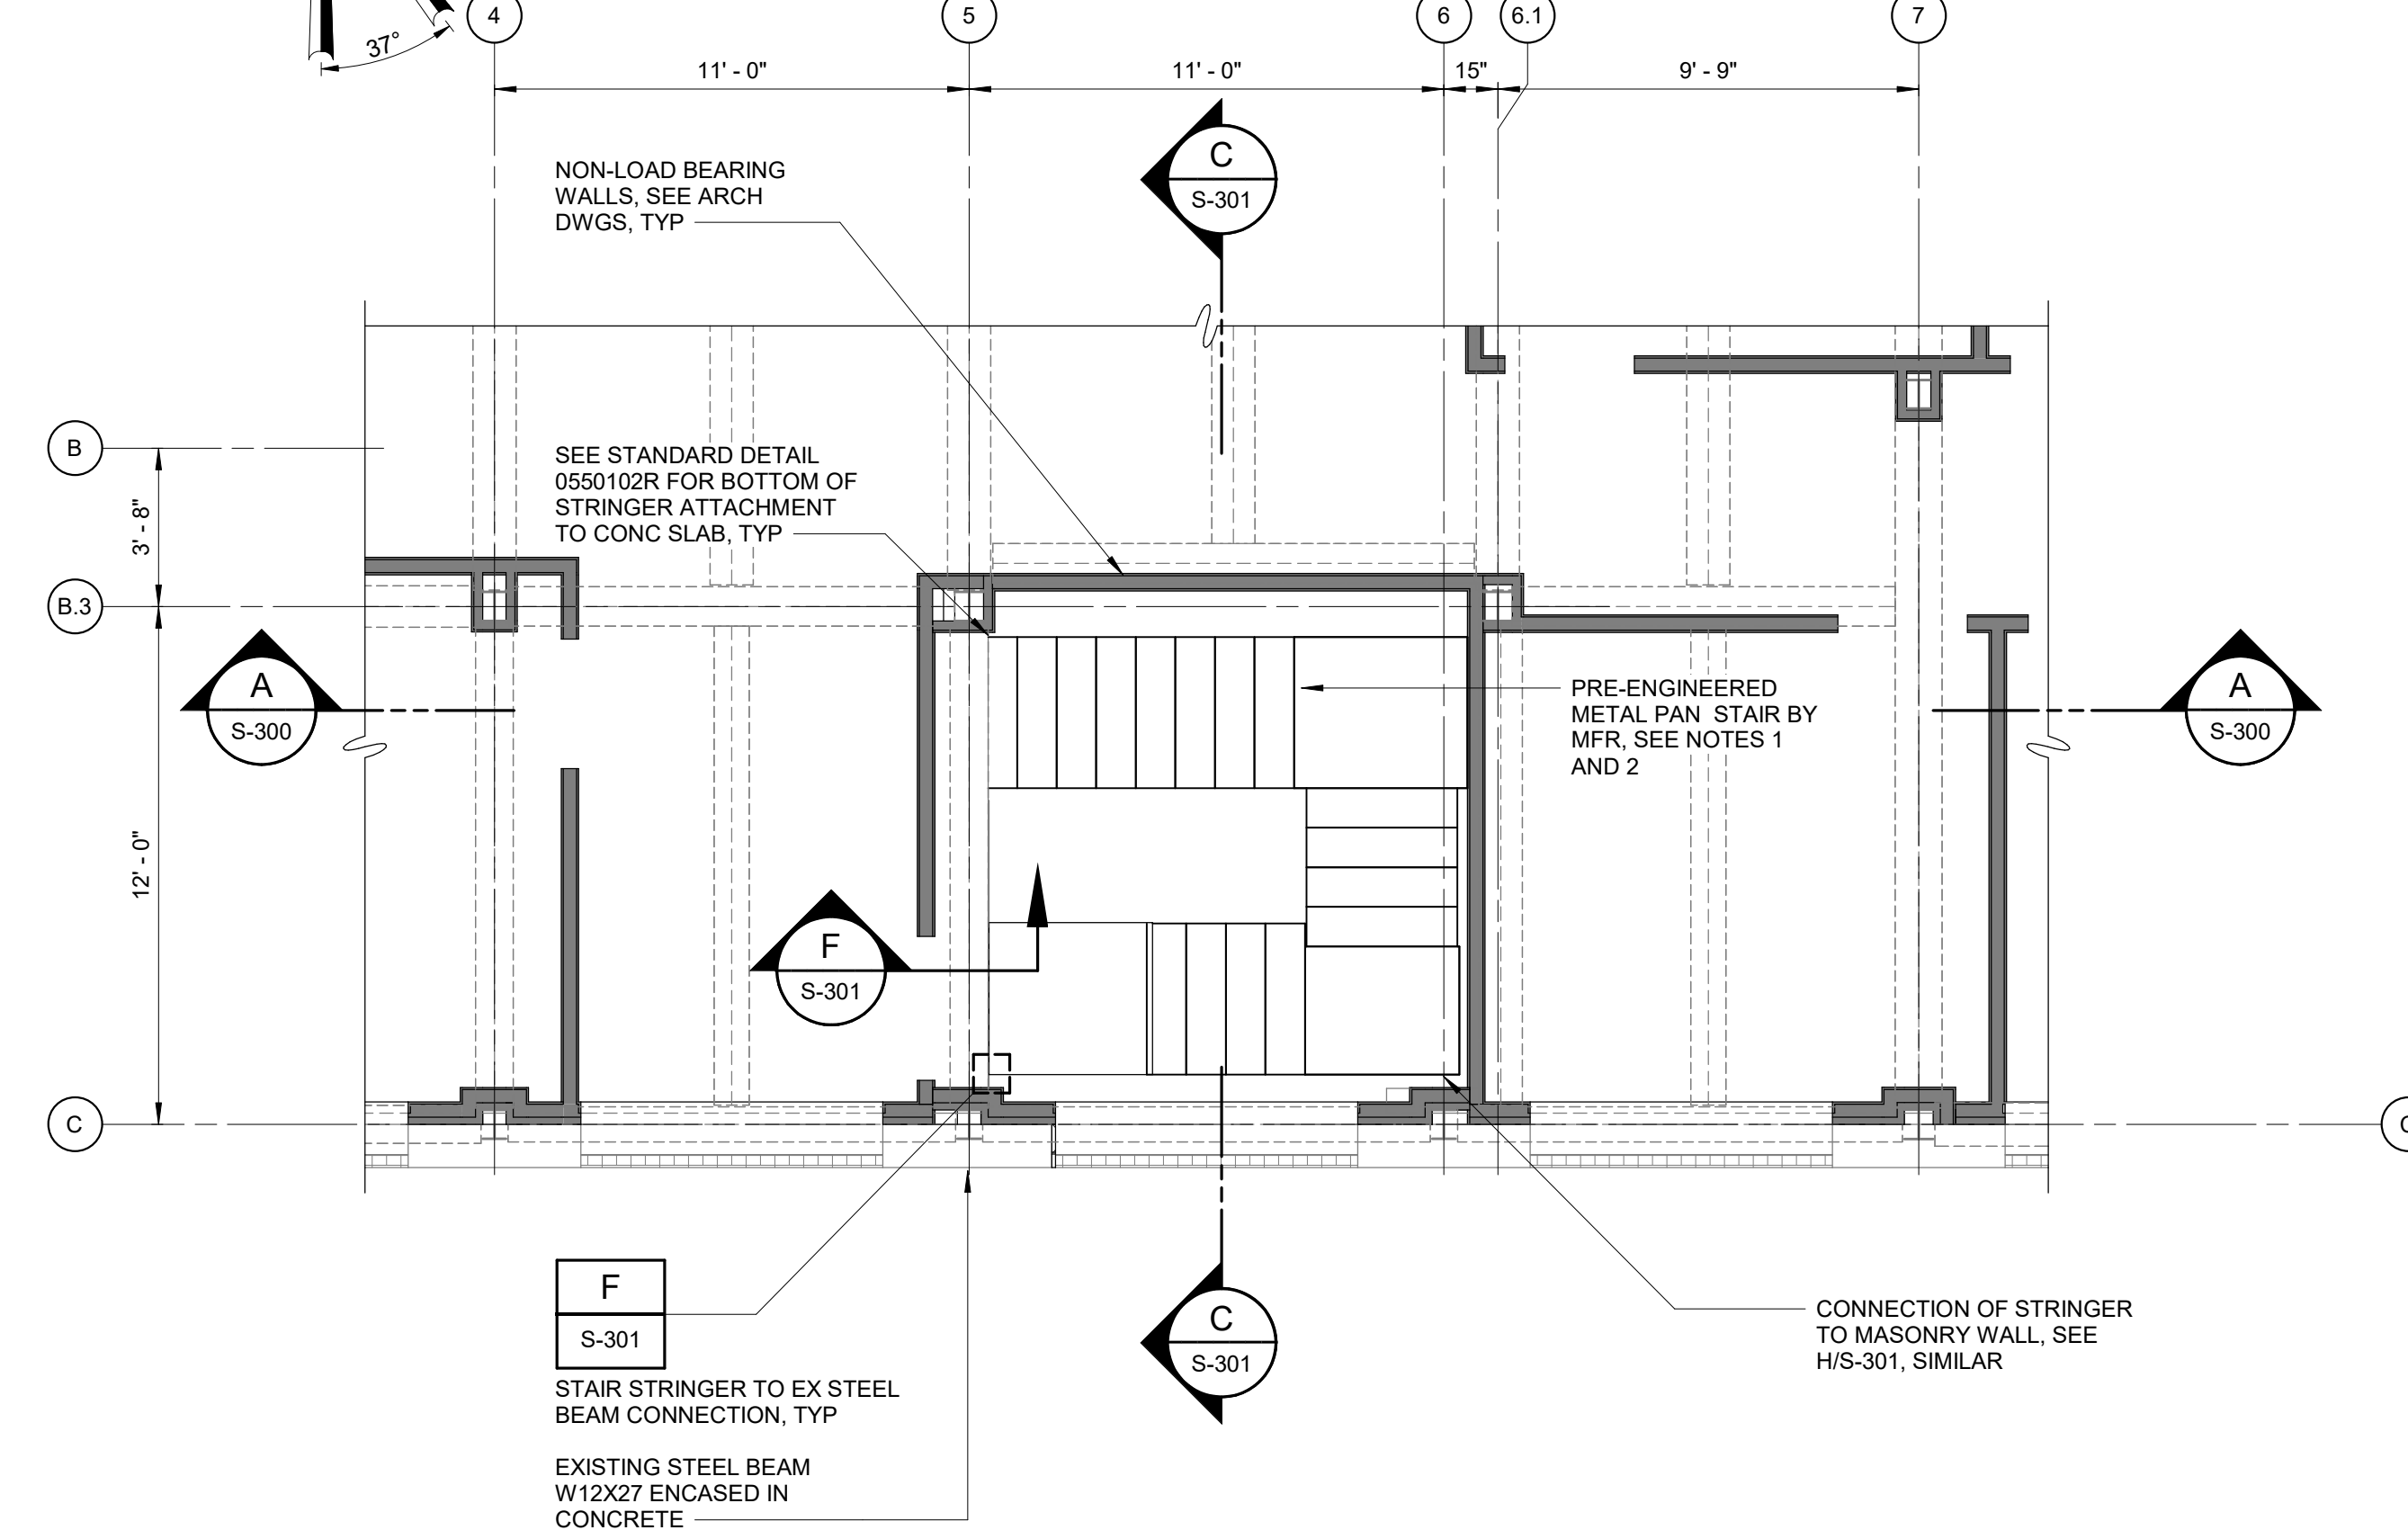 37°
4
5
6
6.1
7
11' - 0"
11' - 0"
15"
9' - 9"
C
S-301
NON-LOAD BEARING
WALLS, SEE ARCH
DWGS, TYP
B
3' - 8"
SEE STANDARD DETAIL
0550102R FOR BOTTOM OF
STRINGER ATTACHMENT
TO CONC SLAB, TYP
B.3
A
S-300
PRE-ENGINEERED
METAL PAN STAIR BY
MFR, SEE NOTES 1
AND 2
A
S-300
12' - 0"
F
S-301
C
F
S-301
STAIR STRINGER TO EX STEEL
BEAM CONNECTION, TYP
C
S-301
CONNECTION OF STRINGER
TO MASONRY WALL, SEE
H/S-301, SIMILAR
EXISTING STEEL BEAM
W12X27 ENCASED IN
CONCRETE